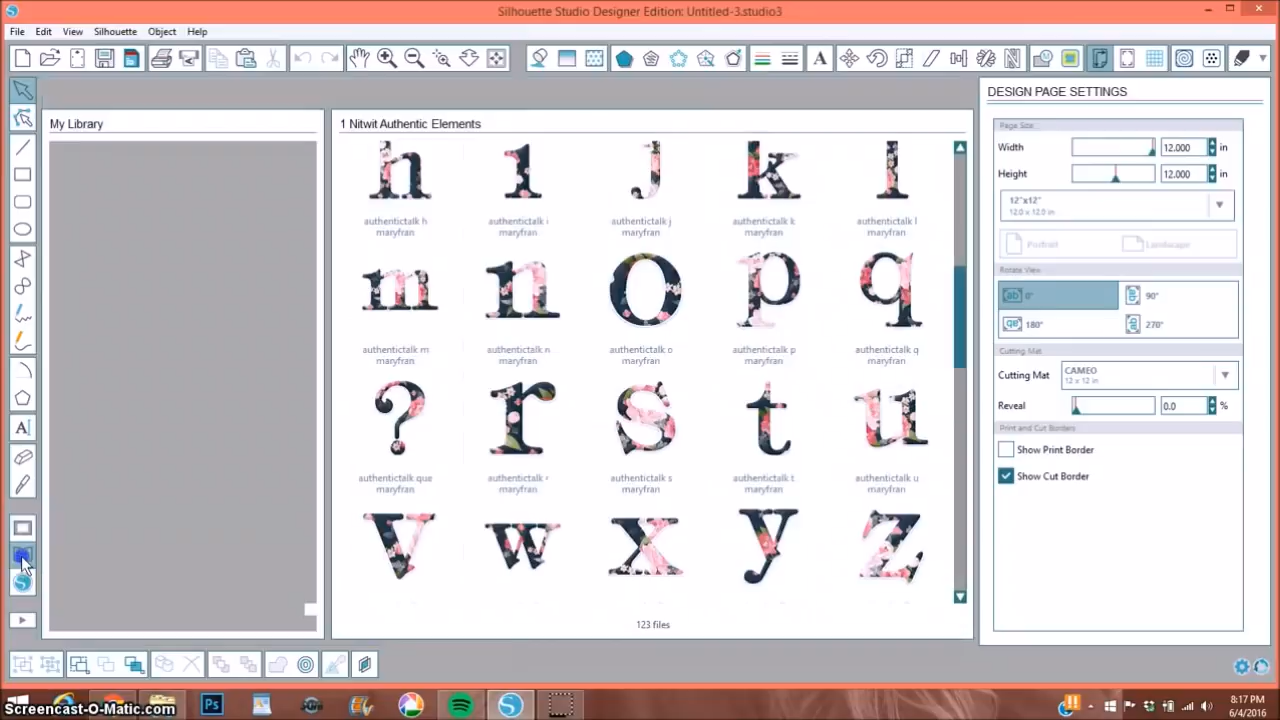 Silhouette Studio Designer Edition: Untitled-3.studio3
File Edit View Silhouette Object Help
My Library
1 Nitwit Authentic Elements
h i j k l
authentictalk h authentictalk i authentictalk j authentictalk k authentictalk l
maryfran maryfran maryfran maryfran maryfran
m n o p q
authentictalk m authentictalk n authentictalk o authentictalk p authentictalk q
maryfran maryfran maryfran maryfran maryfran
? r s t u
authentictalk que authentictalk r authentictalk s authentictalk t authentictalk u
maryfran maryfran maryfran maryfran maryfran
v w x y z
123 files
DESIGN PAGE SETTINGS
Page Size
Width 12.000 in
Height 12.000 in
12"x12"
12.0 x 12.0 in
Portrait Landscape
Rotate View
ab 0° 90°
180° 270°
Cutting Mat
Cutting Mat CAMEO
12 x 12 in
Reveal 0.0 %
Print and Cut Borders
Show Print Border
Show Cut Border
Screencast-O-Matic.com
Ps
8:17 PM
6/4/2016